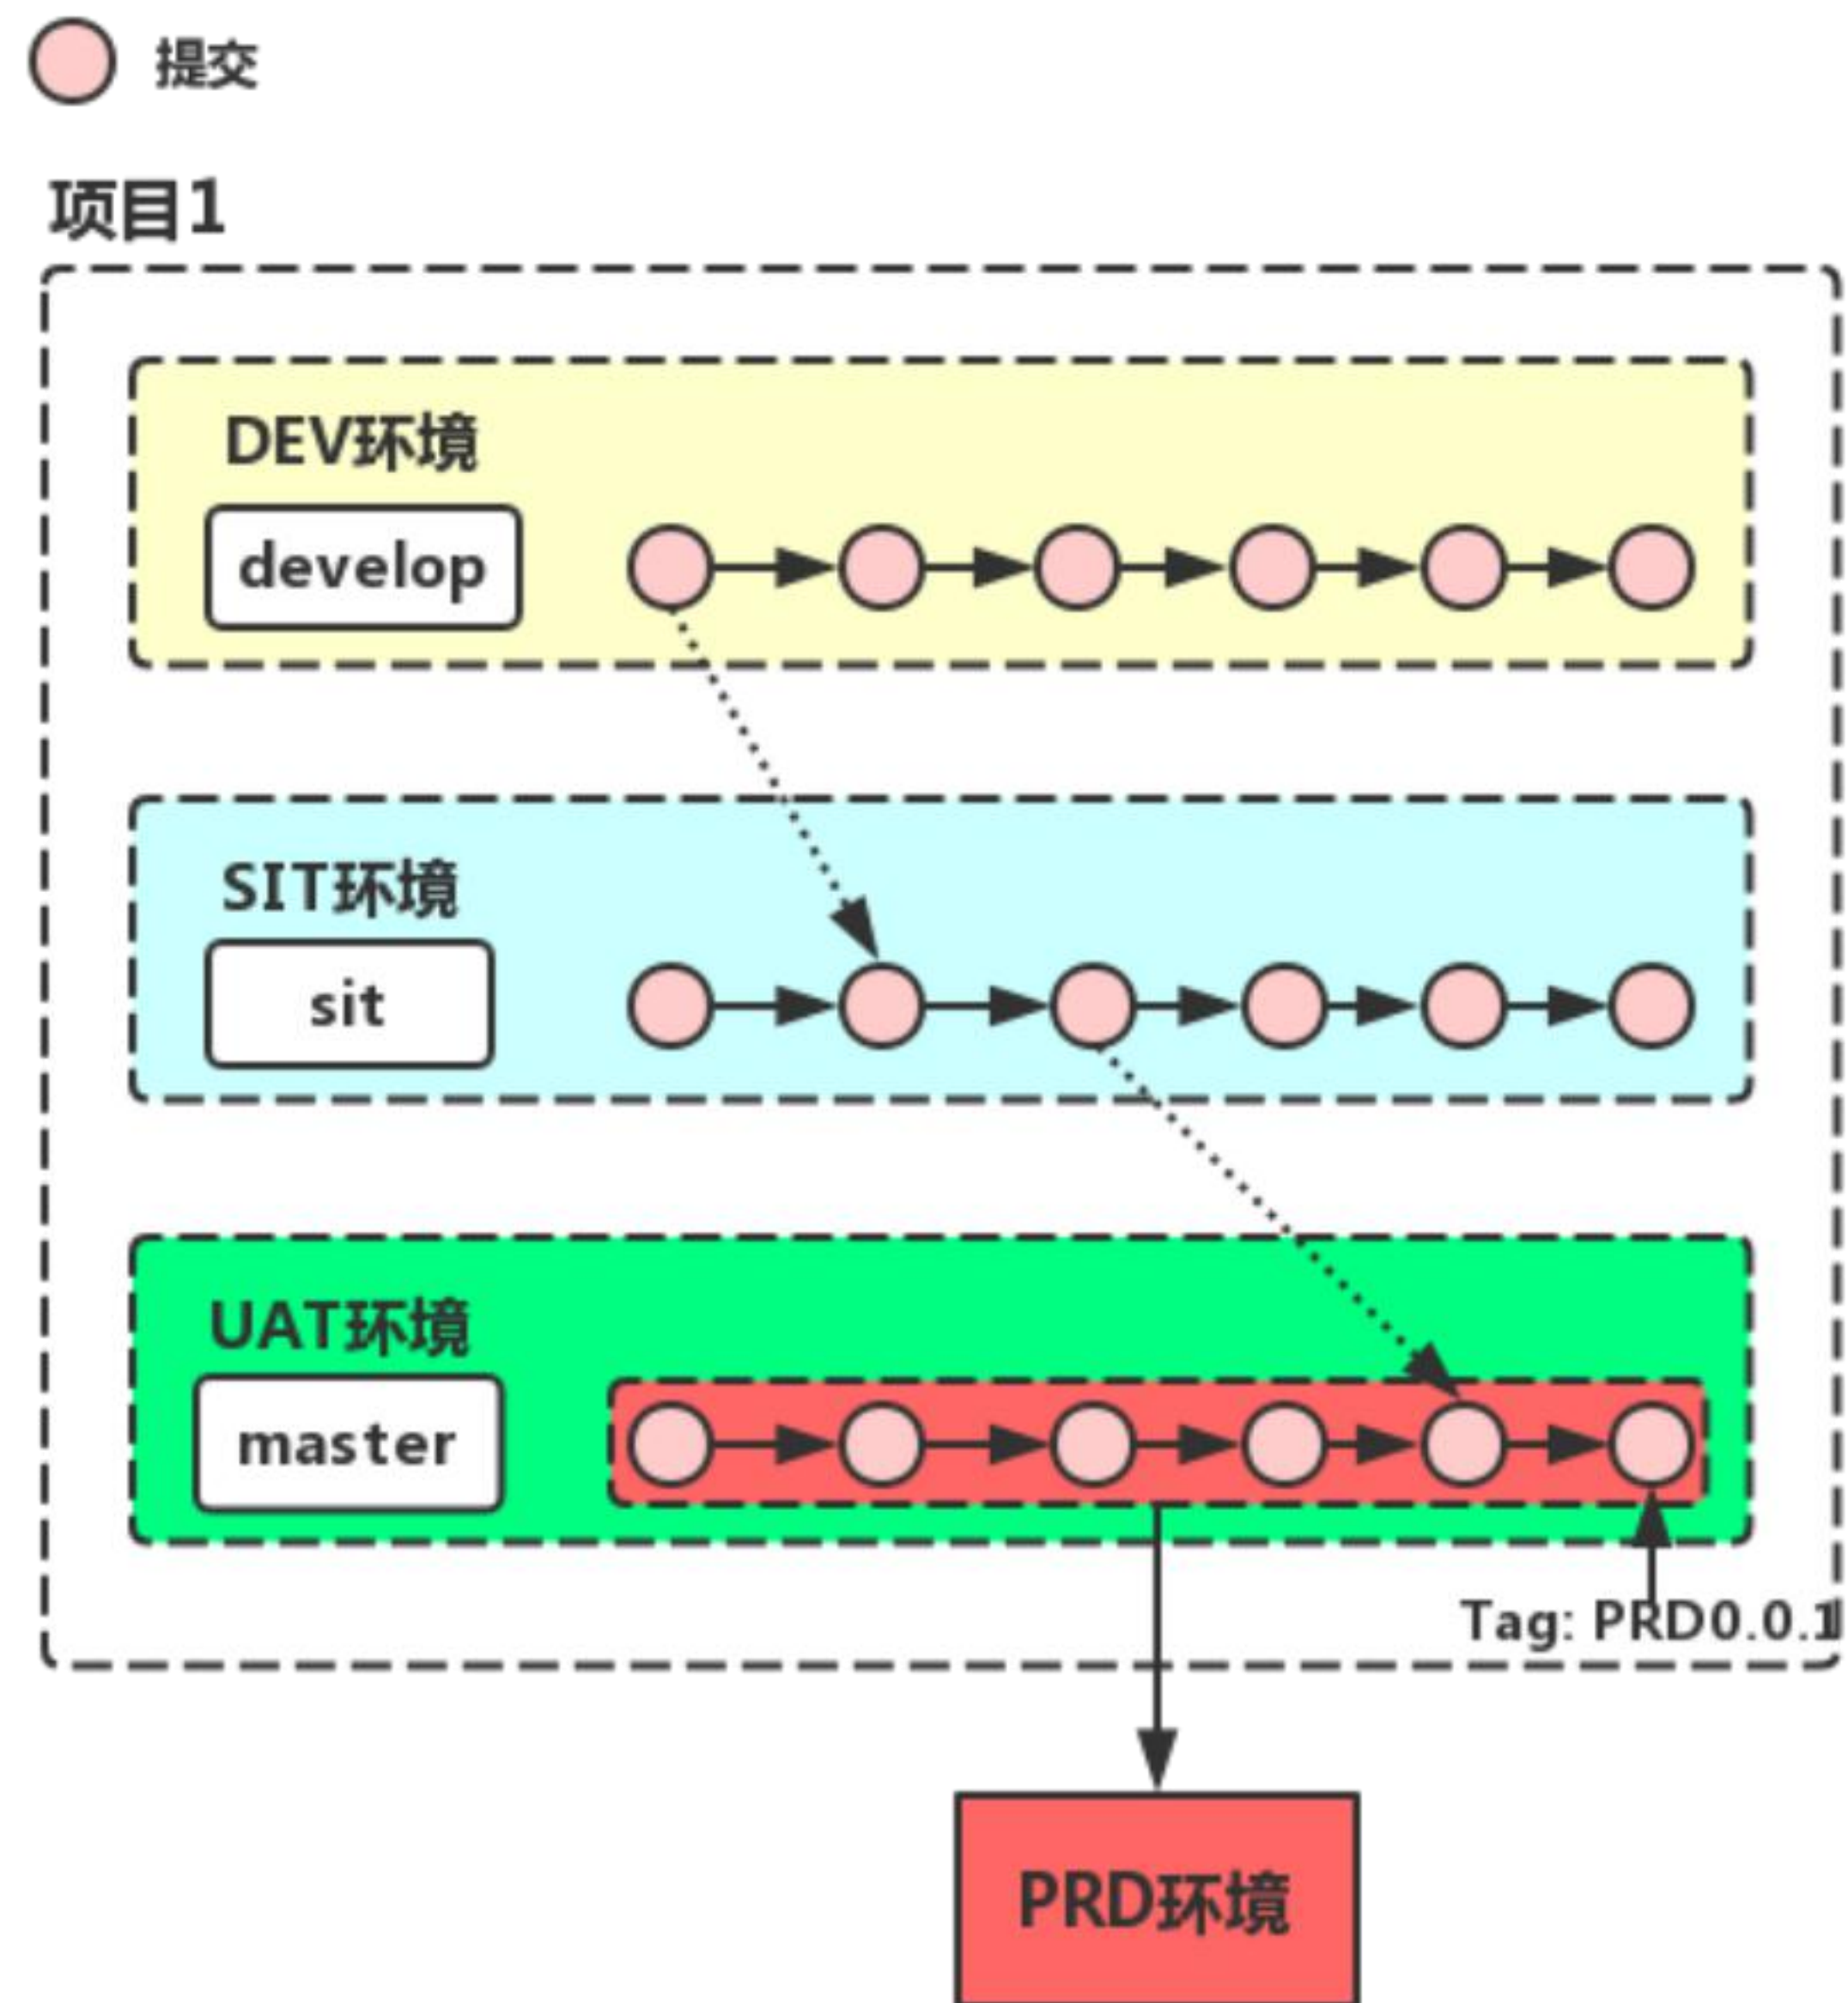 提交
项目1
DEV环境
develop
SIT环境
sit
UAT环境
master
Tag: PRD0.0.1
PRD环境